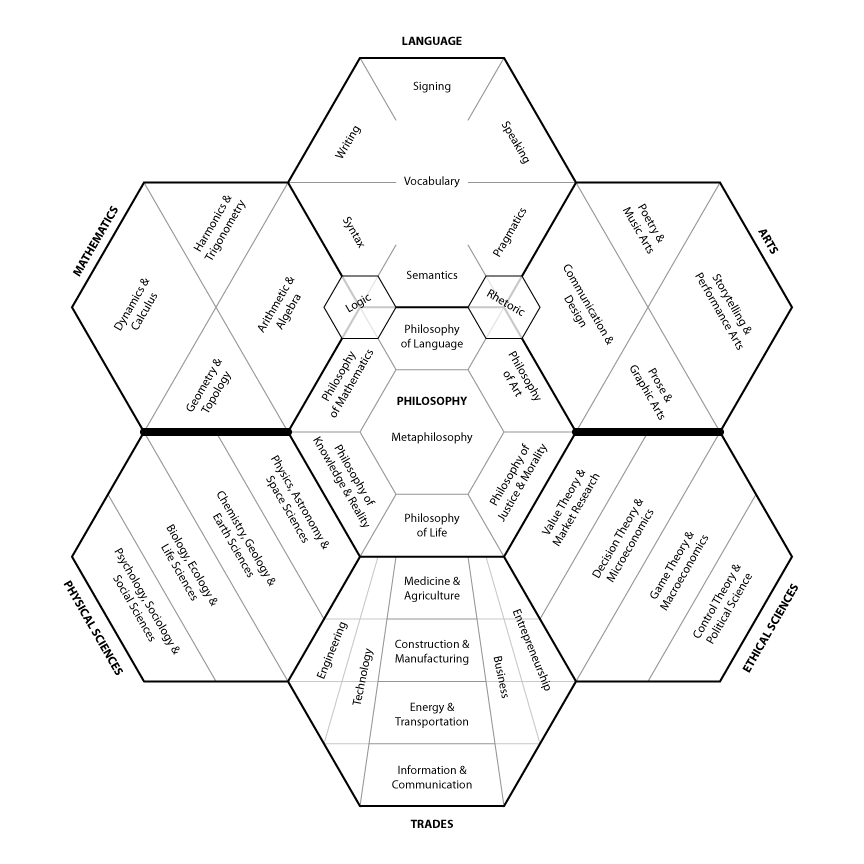 LANGUAGE
Signing
Writing
Speaking
Vocabulary
Syntax
Pragmatics
Semantics
MATHEMATICS
Harmonics &
Trigonometry
Dynamics &
Calculus
Arithmetic &
Algebra
Geometry &
Topology
ARTS
Poetry &
Music Arts
Storytelling &
Performance Arts
Communication &
Design
Prose &
Graphic Arts
Logic
Rhetoric
Philosophy
of Language
Philosophy
of Mathematics
Philosophy
of Art
PHILOSOPHY
Metaphilosophy
Philosophy of
Knowledge & Reality
Philosophy of
Justice & Morality
Philosophy
of Life
PHYSICAL SCIENCES
Physics, Astronomy &
Space Sciences
Chemistry, Geology &
Earth Sciences
Biology, Ecology &
Life Sciences
Psychology, Sociology &
Social Sciences
ETHICAL SCIENCES
Value Theory &
Market Research
Decision Theory &
Microeconomics
Game Theory &
Macroeconomics
Control Theory &
Political Science
Medicine &
Agriculture
Engineering
Technology
Construction &
Manufacturing
Business
Entrepreneurship
Energy &
Transportation
Information &
Communication
TRADES